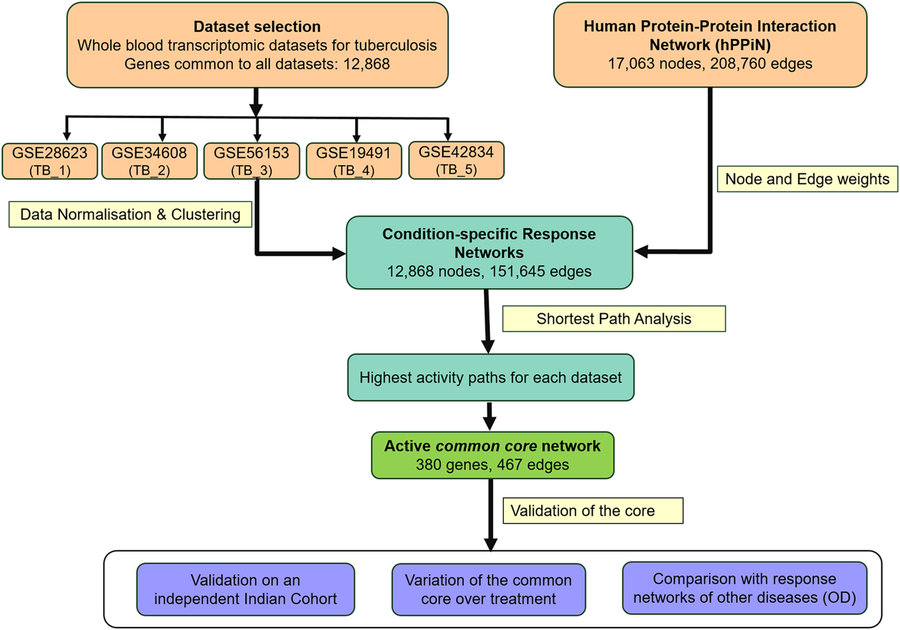 Dataset selection
Whole blood transcriptomic datasets for tuberculosis
Genes common to all datasets: 12,868
Human Protein-Protein Interaction
Network (hPPiN)
17,063 nodes, 208,760 edges
GSE28623
(TB_1)
GSE34608
(TB_2)
GSE56153
(TB_3)
GSE19491
(TB_4)
GSE42834
(TB_5)
Node and Edge weights
Data Normalisation & Clustering
Condition-specific Response
Networks
12,868 nodes, 151,645 edges
Shortest Path Analysis
Highest activity paths for each dataset
Active common core network
380 genes, 467 edges
Validation of the core
Validation on an
independent Indian Cohort
Variation of the common
core over treatment
Comparison with response
networks of other diseases (OD)